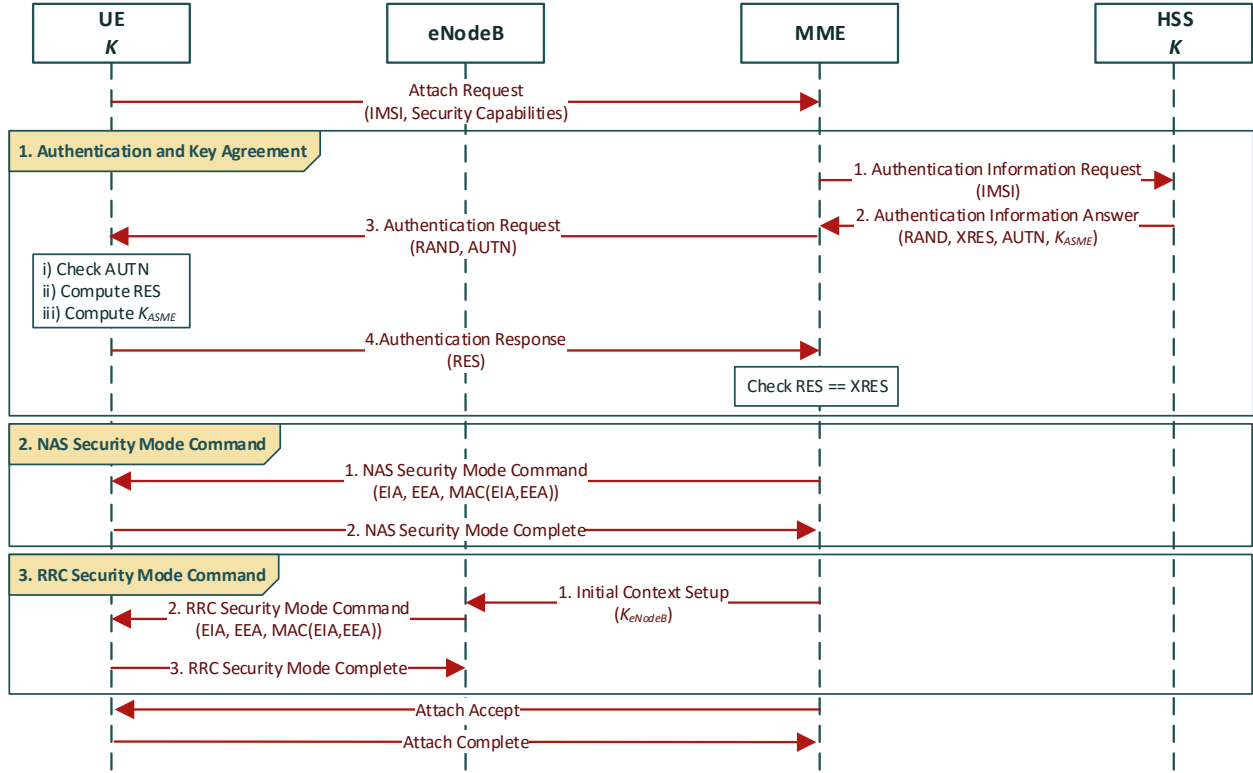 UE
K
eNodeB
MME
HSS
K
Attach Request
(IMSI, Security Capabilities)
1. Authentication and Key Agreement
1. Authentication Information Request
(IMSI)
2. Authentication Information Answer
(RAND, XRES, AUTN, KASME)
3. Authentication Request
(RAND, AUTN)
i) Check AUTN
ii) Compute RES
iii) Compute KASME
4.Authentication Response
(RES)
Check RES == XRES
2. NAS Security Mode Command
1. NAS Security Mode Command
(EIA, EEA, MAC(EIA,EEA))
2. NAS Security Mode Complete
3. RRC Security Mode Command
1. Initial Context Setup
(KeNodeB)
2. RRC Security Mode Command
(EIA, EEA, MAC(EIA,EEA))
3. RRC Security Mode Complete
Attach Accept
Attach Complete